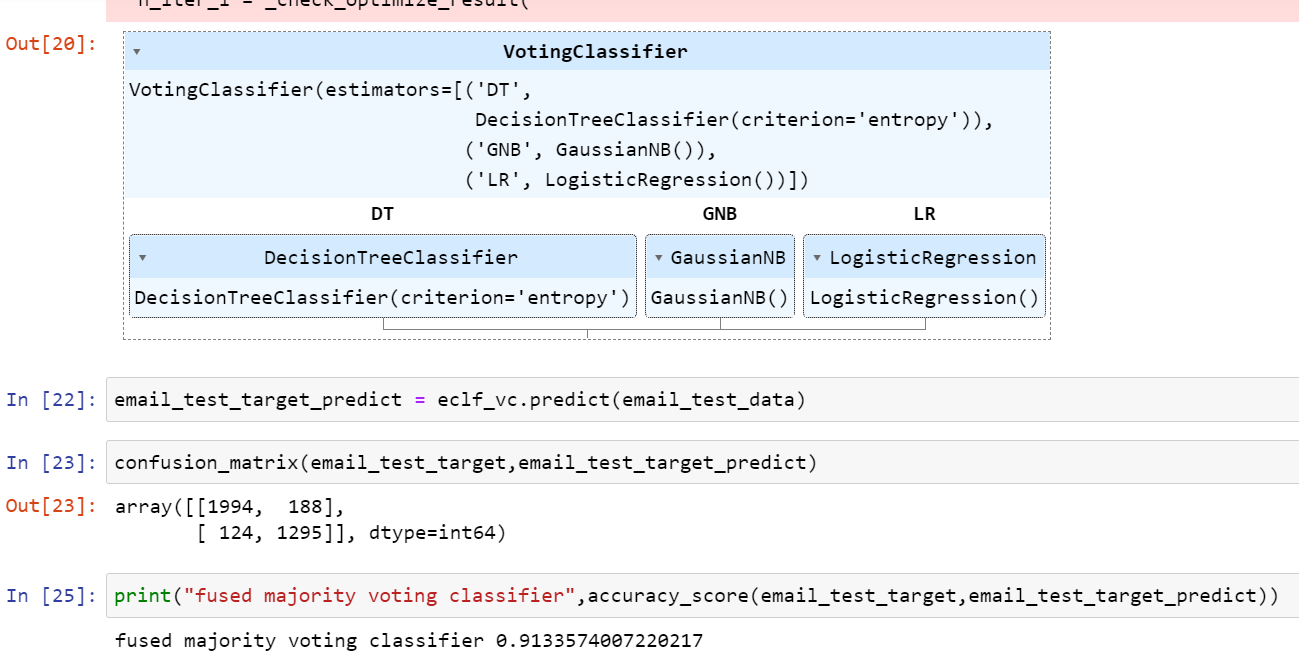 n_iter_i = _check_optimize_result(
Out[20]:
VotingClassifier
VotingClassifier(estimators=[('DT',
DecisionTreeClassifier(criterion='entropy')),
('GNB', GaussianNB()),
('LR', LogisticRegression())])
DT GNB LR
DecisionTreeClassifier GaussianNB LogisticRegression
DecisionTreeClassifier(criterion='entropy') GaussianNB() LogisticRegression()
In [22]: email_test_target_predict = eclf_vc.predict(email_test_data)
In [23]: confusion_matrix(email_test_target,email_test_target_predict)
Out[23]: array([[1994,  188],
[ 124, 1295]], dtype=int64)
In [25]: print("fused majority voting classifier",accuracy_score(email_test_target,email_test_target_predict))
fused majority voting classifier 0.9133574007220217